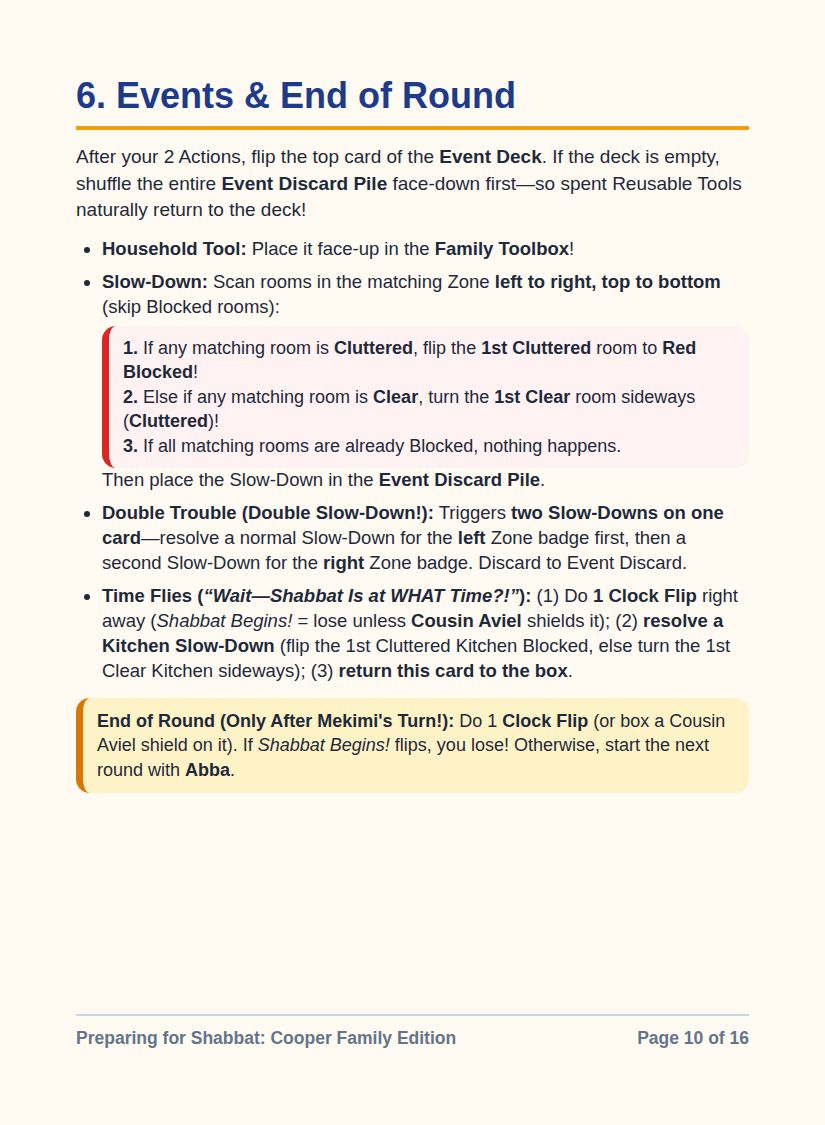 6. Events & End of Round
After your 2 Actions, flip the top card of the Event Deck. If the deck is empty,
shuffle the entire Event Discard Pile face-down first—so spent Reusable Tools
naturally return to the deck!
• Household Tool: Place it face-up in the Family Toolbox!
• Slow-Down: Scan rooms in the matching Zone left to right, top to bottom
(skip Blocked rooms):
1. If any matching room is Cluttered, flip the 1st Cluttered room to Red
Blocked!
2. Else if any matching room is Clear, turn the 1st Clear room sideways
(Cluttered)!
3. If all matching rooms are already Blocked, nothing happens.
Then place the Slow-Down in the Event Discard Pile.
• Double Trouble (Double Slow-Down!): Triggers two Slow-Downs on one
card—resolve a normal Slow-Down for the left Zone badge first, then a
second Slow-Down for the right Zone badge. Discard to Event Discard.
• Time Flies (“Wait—Shabbat Is at WHAT Time?!”): (1) Do 1 Clock Flip right
away (Shabbat Begins! = lose unless Cousin Aviel shields it); (2) resolve a
Kitchen Slow-Down (flip the 1st Cluttered Kitchen Blocked, else turn the 1st
Clear Kitchen sideways); (3) return this card to the box.
End of Round (Only After Mekimi's Turn!): Do 1 Clock Flip (or box a Cousin
Aviel shield on it). If Shabbat Begins! flips, you lose! Otherwise, start the next
round with Abba.
Preparing for Shabbat: Cooper Family Edition
Page 10 of 16